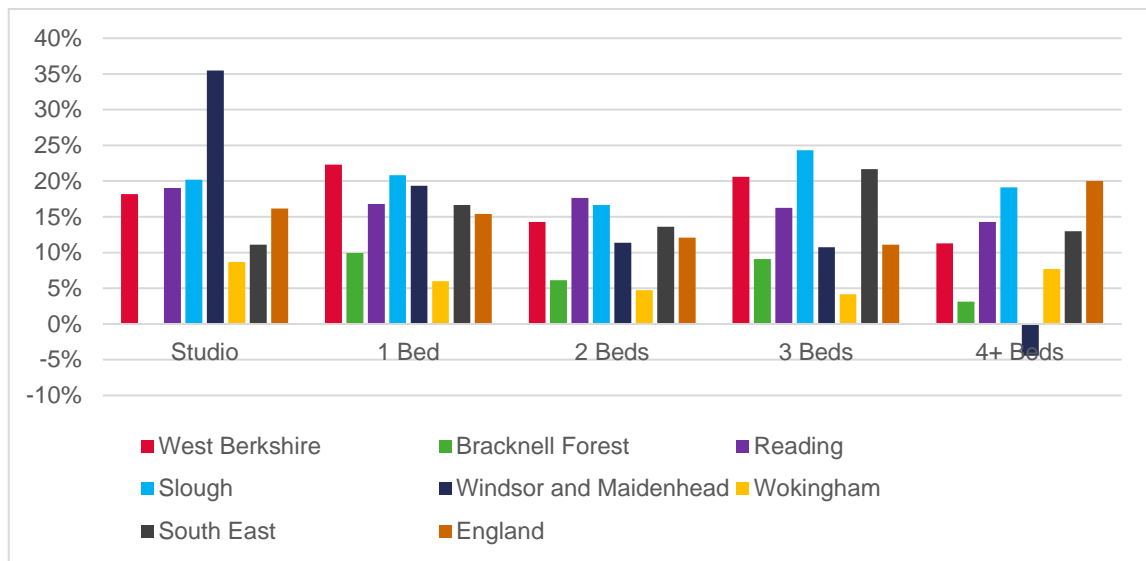 40%
35%
30%
25%
20%
15%
10%
5%
0%
-5%
-10%
Studio 1 Bed 2 Beds 3 Beds 4+ Beds
West Berkshire Bracknell Forest Reading
Slough Windsor and Maidenhead Wokingham
South East England